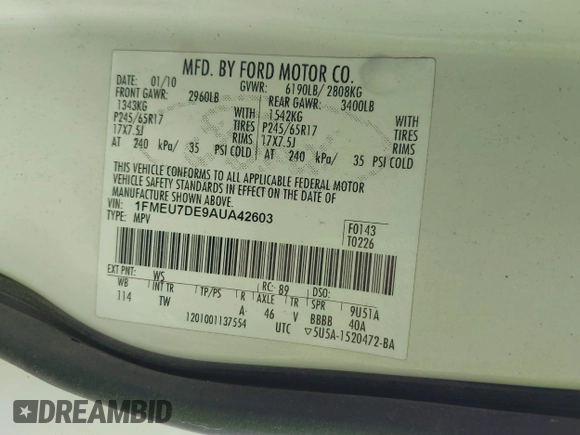 MFD. BY FORD MOTOR CO.
DATE: 01/10 GVWR: 6190LB/ 2808KG
FRONT GAWR: 2960LB REAR GAWR: 3400LB
1343KG WITH 1542KG WITH
P245/65R17 TIRES P245/65R17 TIRES
17X7.5J RIMS 17X7.5J RIMS
AT 240 kPa/ 35 PSI COLD AT 240 kPa/ 35 PSI COLD
THIS VEHICLE CONFORMS TO ALL APPLICABLE FEDERAL MOTOR
VEHICLE SAFETY STANDARDS IN EFFECT ON THE DATE OF
MANUFACTURE SHOWN ABOVE.
VIN: 1FMEU7DE9AUA42603
TYPE: MPV
F0143
T0226
EXT PNT: WS RC: 89 DSO:
WB INT TR TP/PS R AXLE TR SPR 9U51A
114 TW A 46 V BBBB 40A
1201001137554 UTC ▽5U5A-1520472-BA
DREAMBID